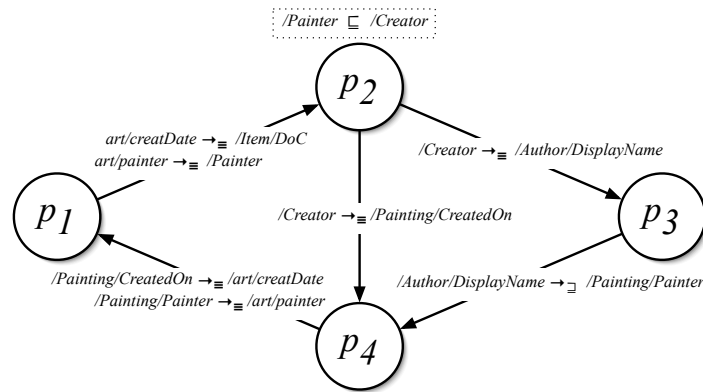 /Painter ⊑ /Creator
p2
art/creatDate →≡ /Item/DoC
art/painter →≡ /Painter
/Creator →≡ /Author/DisplayName
p1
/Creator →≡ /Painting/CreatedOn
p3
/Painting/CreatedOn →≡ /art/creatDate
/Painting/Painter →≡ /art/painter
/Author/DisplayName →⊒ /Painting/Painter
p4